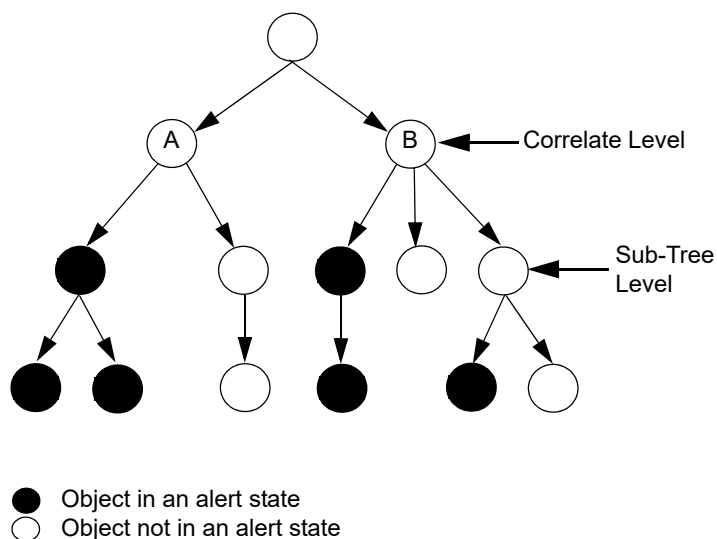 A
B
Correlate Level
Sub-Tree
Level
Object in an alert state
Object not in an alert state